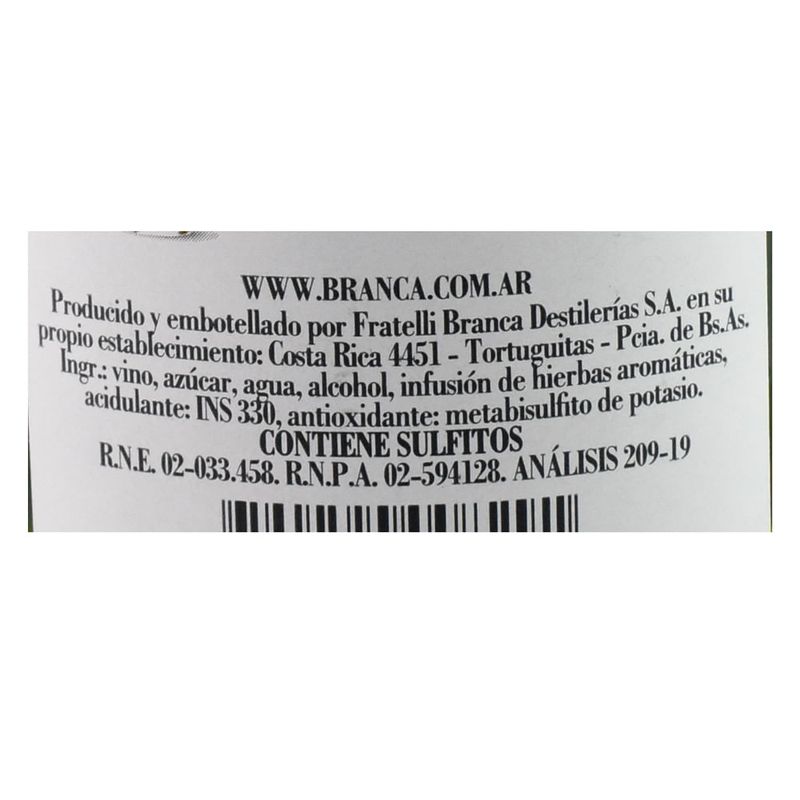 WWW.BRANCA.COM.AR
Producido y embotellado por Fratelli Branca Destilerías S.A. en su
propio establecimiento: Costa Rica 4451 - Tortuguitas - Pcia. de Bs.As.
Ingr.: vino, azúcar, agua, alcohol, infusión de hierbas aromáticas,
acidulante: INS 330, antioxidante: metabisulfito de potasio.
CONTIENE SULFITOS
R.N.E. 02-033.458. R.N.P.A. 02-594128. ANÁLISIS 209-19